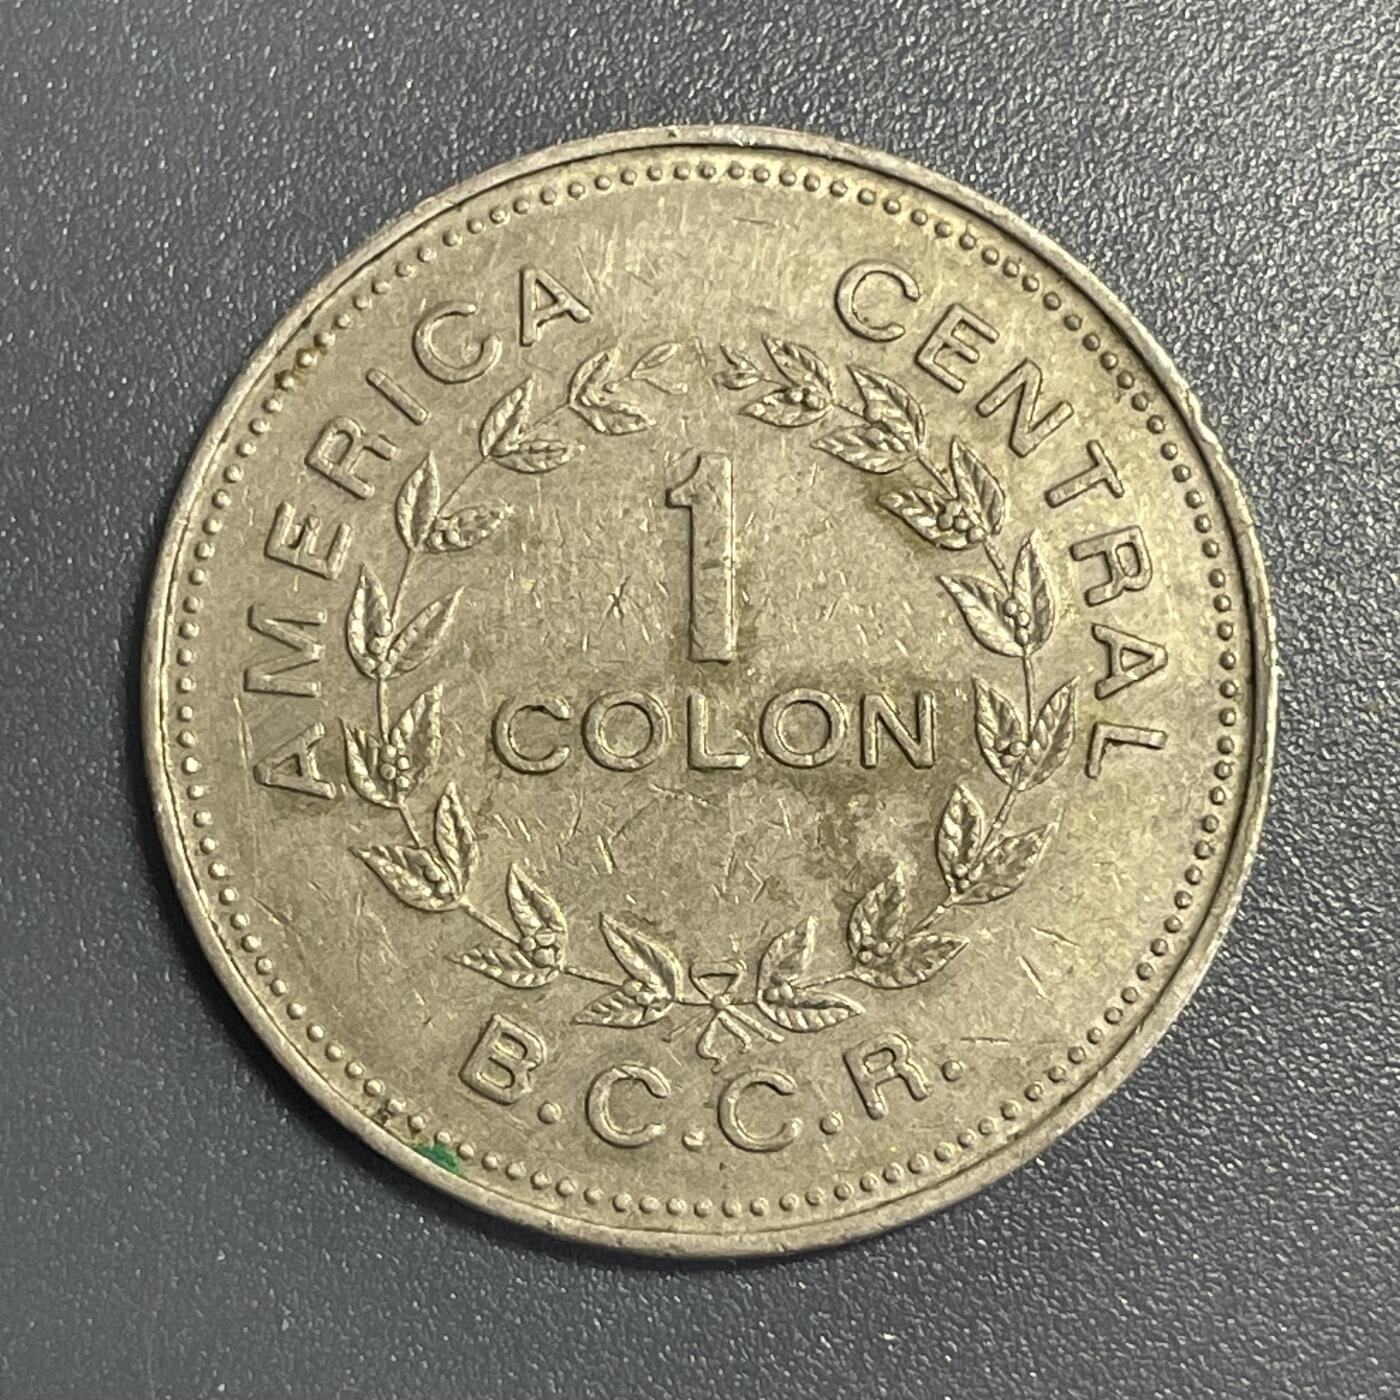 AMERICA CENTRAL
1
COLON
B.C.C.R.